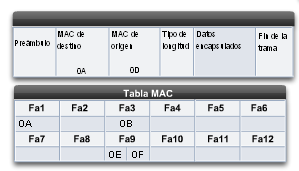 Preámbulo
MAC de
destino
0A
MAC de
origen
0D
Tipo de
longitud
Datos
encapsulados
Fin de la
trama
Tabla MAC
Fa1 Fa2 Fa3 Fa4 Fa5 Fa6
0A 0B
Fa7 Fa8 Fa9 Fa10 Fa11 Fa12
0E 0F